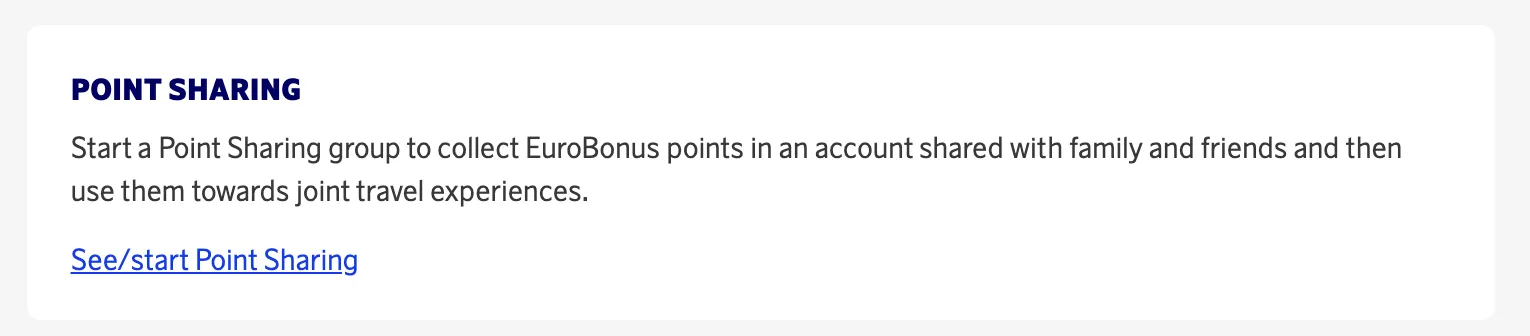 POINT SHARING
Start a Point Sharing group to collect EuroBonus points in an account shared with family and friends and then
use them towards joint travel experiences.
See/start Point Sharing